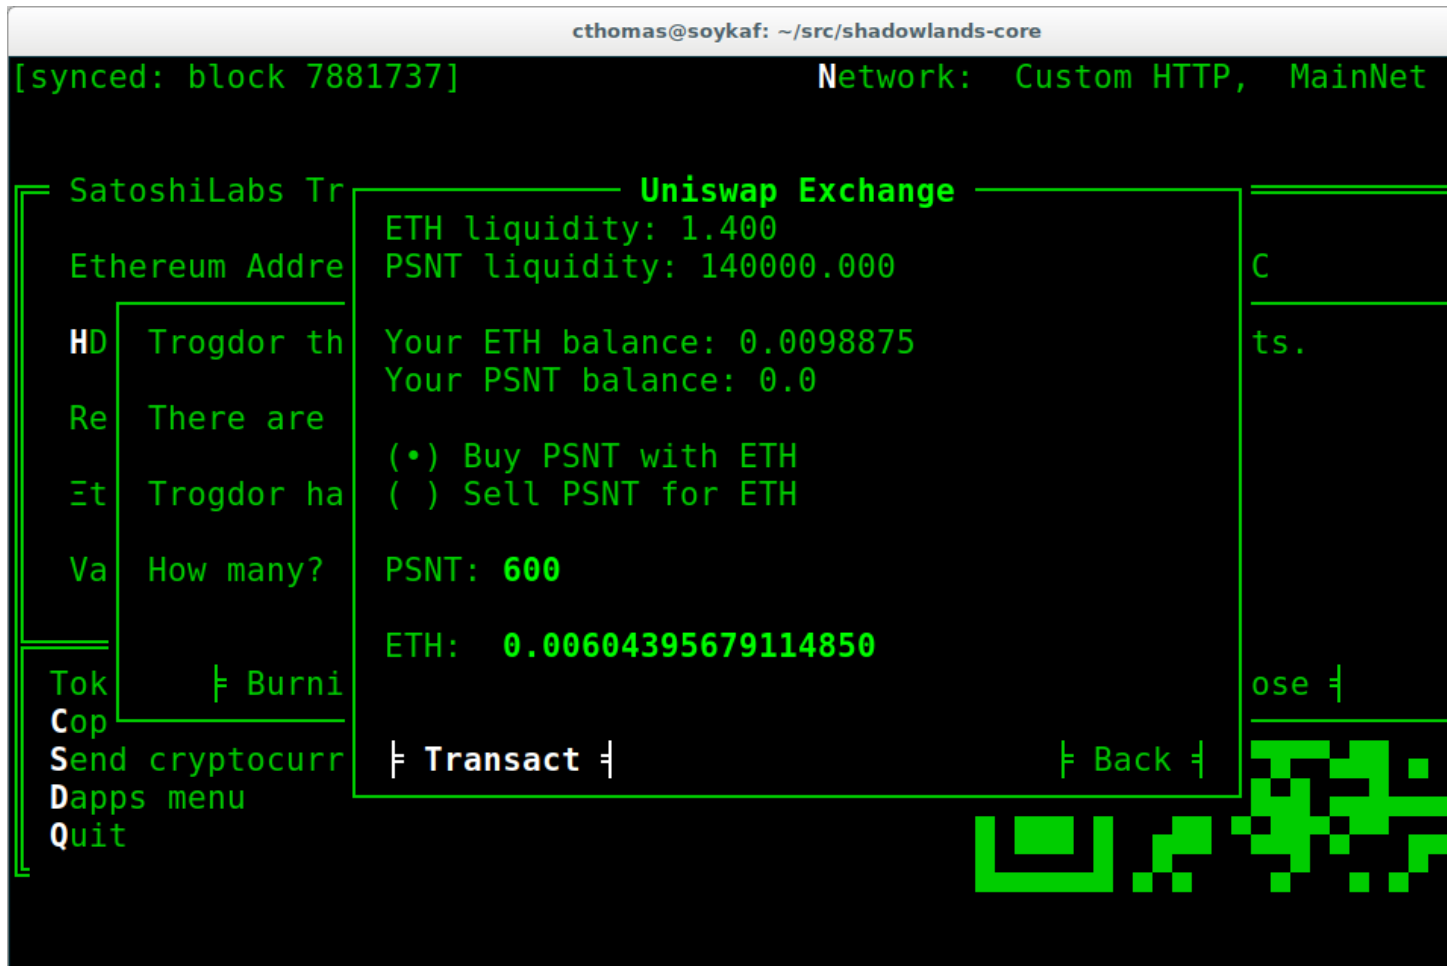 cthomas@soykaf: ~/src/shadowlands-core
[synced: block 7881737] Network: Custom HTTP, MainNet
SatoshiLabs Tr
Uniswap Exchange
ETH liquidity: 1.400
Ethereum Addre
PSNT liquidity: 140000.000
C
HD
Trogdor th
Your ETH balance: 0.0098875
ts.
Your PSNT balance: 0.0
Re
There are
(•) Buy PSNT with ETH
Ξt
Trogdor ha
( ) Sell PSNT for ETH
Va
How many?
PSNT: 600
ETH: 0.00604395679114850
Tok
Burni
ose
Cop
Send cryptocurr
Transact
Back
Dapps menu
Quit